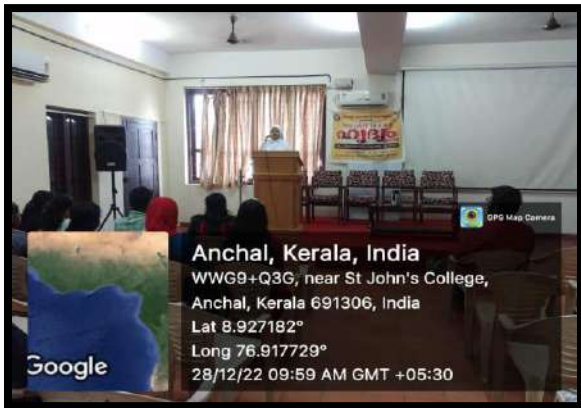 ഹൃദ്യം
GPS Map Camera
Anchal, Kerala, India
WWG9+Q3G, near St John's College,
Anchal, Kerala 691306, India
Lat 8.927182°
Long 76.917729°
28/12/22 09:59 AM GMT +05:30
Google